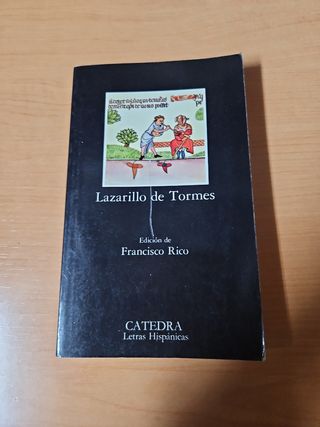 Lazarillo de Tormes
Edición de
Francisco Rico
CATEDRA
Letras Hispánicas